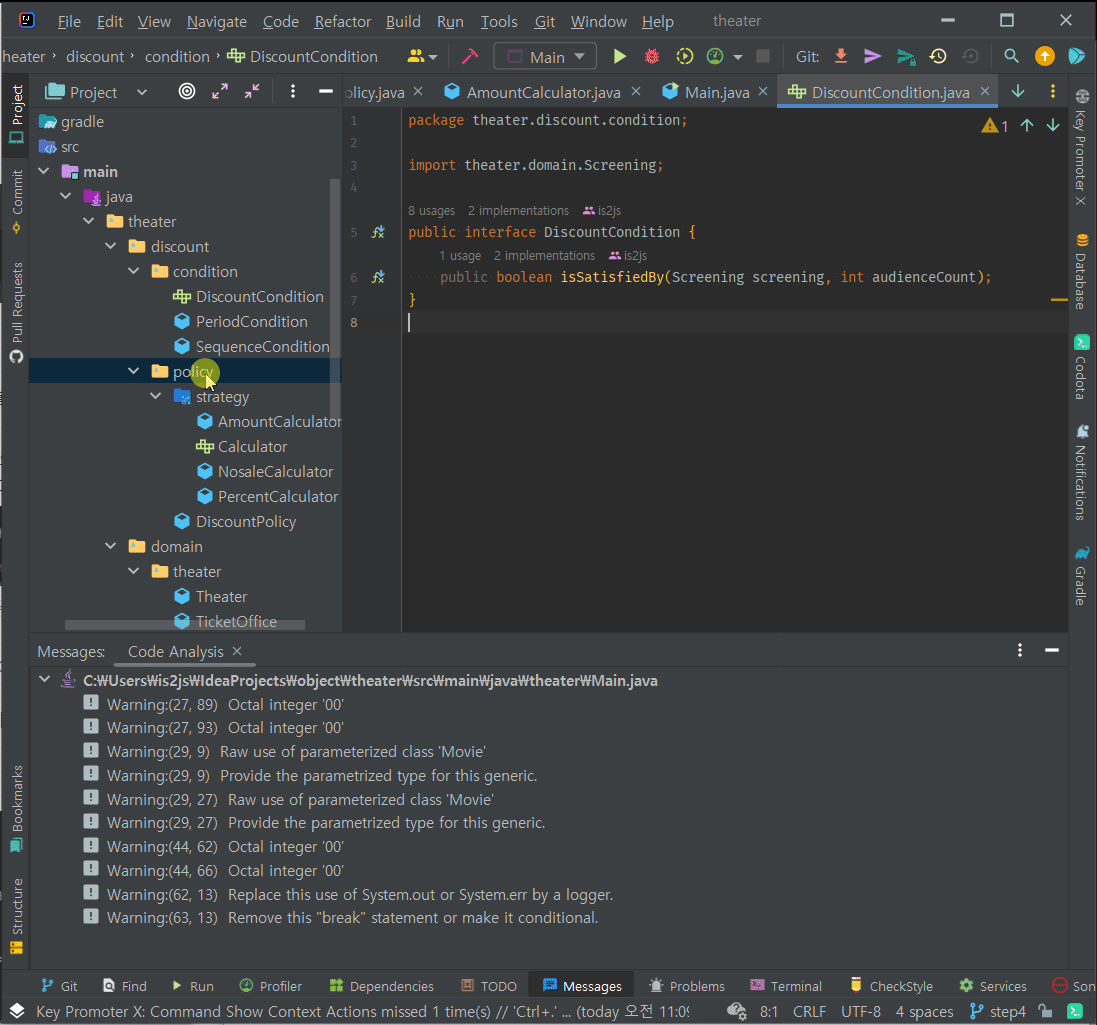 File Edit View Navigate Code Refactor Build Run Tools Git Window Help theater
heater › discount › condition › DiscountCondition Main Git:
Project olicy.java AmountCalculator.java Main.java DiscountCondition.java
gradle
src
main
java
theater
discount
condition
DiscountCondition
PeriodCondition
SequenceCondition
policy
strategy
AmountCalculator
Calculator
NosaleCalculator
PercentCalculator
DiscountPolicy
domain
theater
Theater
TicketOffice
1 package theater.discount.condition;
1
2
3 import theater.domain.Screening;
4
8 usages 2 implementations is2js
5 public interface DiscountCondition {
1 usage 2 implementations is2js
6 public boolean isSatisfiedBy(Screening screening, int audienceCount);
7 }
8
Project
Commit
Pull Requests
Bookmarks
Structure
Key Promoter X
Database
Codota
Notifications
Gradle
Messages: Code Analysis
C:₩Users₩is2js₩IdeaProjects₩object₩theater₩src₩main₩java₩theater₩Main.java
Warning:(27, 89) Octal integer '00'
Warning:(27, 93) Octal integer '00'
Warning:(29, 9) Raw use of parameterized class 'Movie'
Warning:(29, 9) Provide the parametrized type for this generic.
Warning:(29, 27) Raw use of parameterized class 'Movie'
Warning:(29, 27) Provide the parametrized type for this generic.
Warning:(44, 62) Octal integer '00'
Warning:(44, 66) Octal integer '00'
Warning:(62, 13) Replace this use of System.out or System.err by a logger.
Warning:(63, 13) Remove this "break" statement or make it conditional.
Git Find Run Profiler Dependencies TODO Messages Problems Terminal CheckStyle Services Son
Key Promoter X: Command Show Context Actions missed 1 time(s) // 'Ctrl+.' ... (today 오전 11:09 8:1 CRLF UTF-8 4 spaces step4